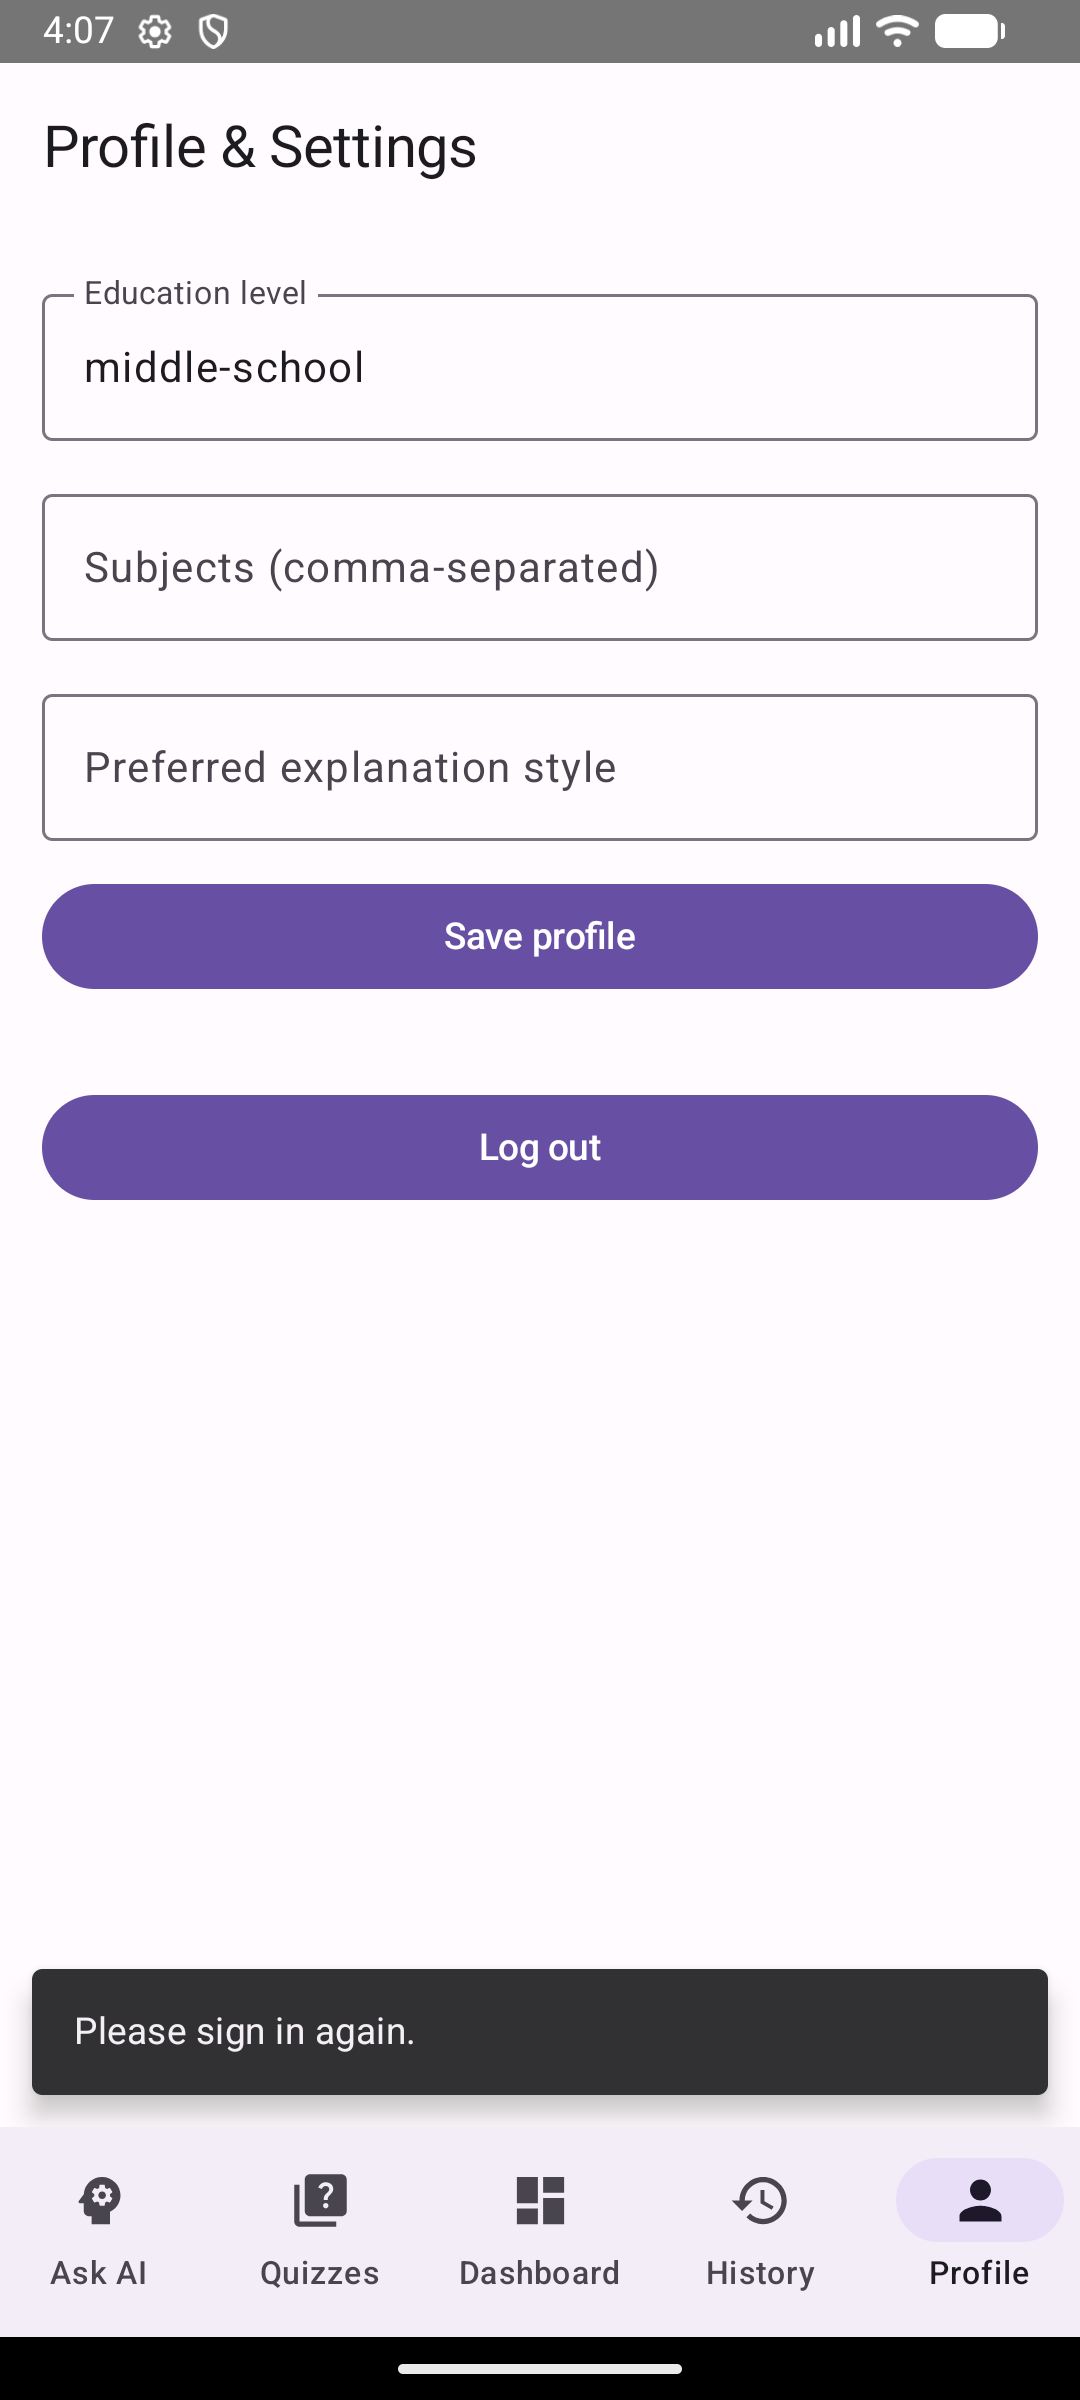 4:07
Profile & Settings
Education level
middle-school
Subjects (comma-separated)
Preferred explanation style
Save profile
Log out
Please sign in again.
Ask AI
Quizzes
Dashboard
History
Profile